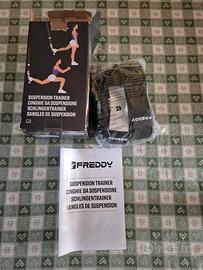 SUSPENSION TRAINER
CINGHIE DA SOSPENSIONE
SCHLINGENTRAINER
SANGLES DE SUSPENSION
FREDDY
FREDDY
SUSPENSION TRAINER
CINGHIE DA SOSPENSIONE
SCHLINGENTRAINER
SANGLES DE SUSPENSION